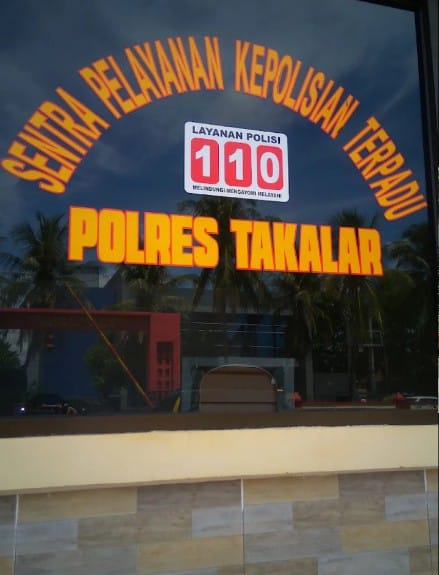 SENTRA PELAYANAN KEPOLISIAN TERPADU
LAYANAN POLISI
110
MELINDUNGI-MENGAYOMI-MELAYANI
POLRES TAKALAR